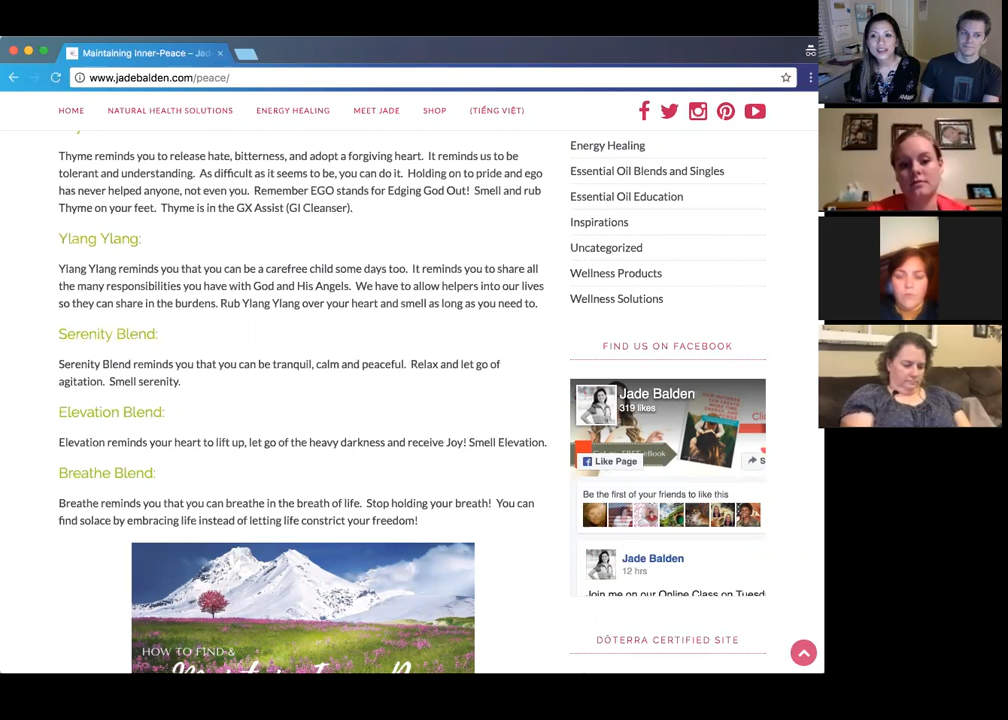 Maintaining Inner-Peace – Jad
www.jadebalden.com/peace/
HOME NATURAL HEALTH SOLUTIONS ENERGY HEALING MEET JADE SHOP (TIẾNG VIỆT)
Thyme reminds you to release hate, bitterness, and adopt a forgiving heart. It reminds us to be
tolerant and understanding. As difficult as it seems to be, you can do it. Holding on to pride and ego
has never helped anyone, not even you. Remember EGO stands for Edging God Out! Smell and rub
Thyme on your feet. Thyme is in the GX Assist (GI Cleanser).
Ylang Ylang:
Ylang Ylang reminds you that you can be a carefree child some days too. It reminds you to share all
the many responsibilities you have with God and His Angels. We have to allow helpers into our lives
so they can share in the burdens. Rub Ylang Ylang over your heart and smell as long as you need to.
Serenity Blend:
Serenity Blend reminds you that you can be tranquil, calm and peaceful. Relax and let go of
agitation. Smell serenity.
Elevation Blend:
Elevation reminds your heart to lift up, let go of the heavy darkness and receive Joy! Smell Elevation.
Breathe Blend:
Breathe reminds you that you can breathe in the breath of life. Stop holding your breath! You can
find solace by embracing life instead of letting life constrict your freedom!
HOW TO FIND &
Energy Healing
Essential Oil Blends and Singles
Essential Oil Education
Inspirations
Uncategorized
Wellness Products
Wellness Solutions
FIND US ON FACEBOOK
Jade Balden
319 likes
FREE eBook
Like Page
S
Be the first of your friends to like this
Jade Balden
12 hrs
Join me on our Online Class on Tuesd
DŌTERRA CERTIFIED SITE